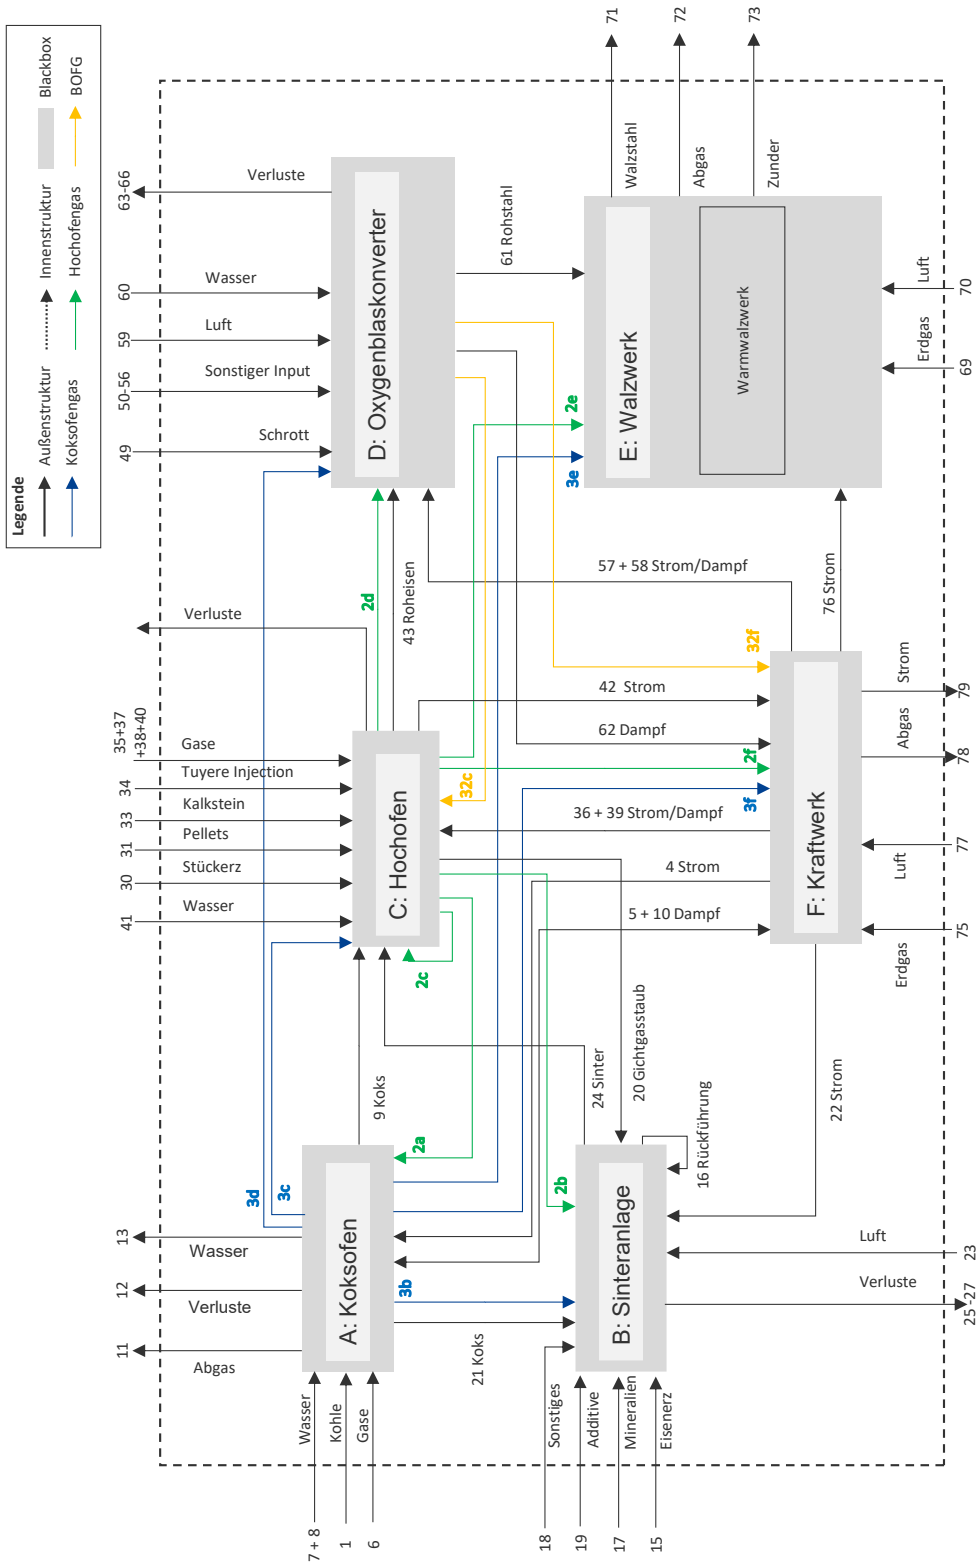 Legende
Außenstruktur
Innenstruktur
Blackbox
Koksofengas
Hochofengas
BOFG
11
Abgas
12
Verluste
13
Wasser
7 + 8
Wasser
1
Kohle
6
Gase
A: Koksofen
3d
3c
9 Koks
2a
3b
21 Koks
18
Sonstiges
19
Additive
17
Mineralien
15
Eisenerz
B: Sinteranlage
2b
24 Sinter
20 Gichtgasstaub
16 Rückführung
22 Strom
Luft
23
Verluste
25-27
41
Wasser
30
Stückerz
31
Pellets
33
Kalkstein
34
Tuyere Injection
35+37
+38+40
Gase
Verluste
C: Hochofen
2c
32c
2d
43 Roheisen
42 Strom
62 Dampf
36 + 39 Strom/Dampf
4 Strom
5 + 10 Dampf
3f
2f
32f
57 + 58 Strom/Dampf
76 Strom
F: Kraftwerk
Erdgas
75
Luft
77
Abgas
78
Strom
79
49
Schrott
50-56
Sonstiger Input
59
Luft
60
Wasser
63-66
Verluste
D: Oxygenblaskonverter
61 Rohstahl
3e
2e
E: Walzwerk
Warmwalzwerk
Walzstahl
71
Abgas
72
Zunder
73
Erdgas
69
Luft
70